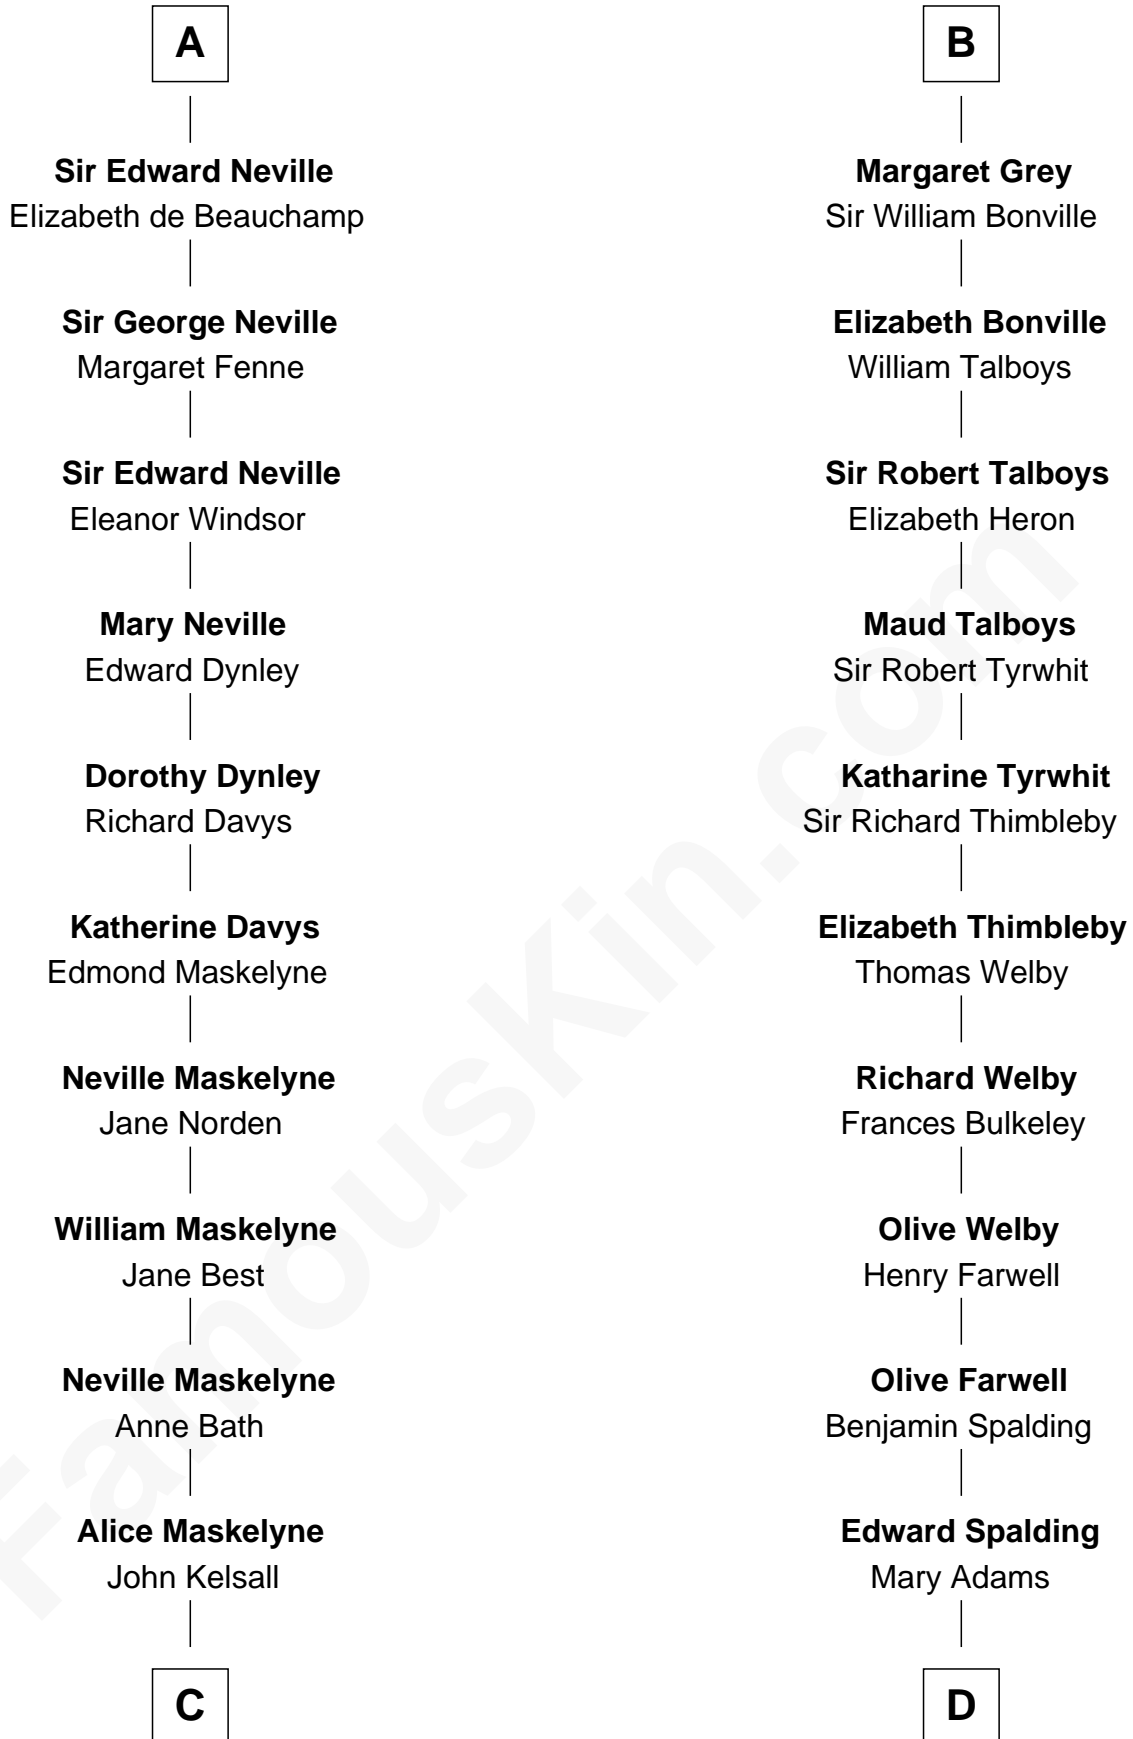 A
Sir Edward Neville
Elizabeth de Beauchamp
Sir George Neville
Margaret Fenne
Sir Edward Neville
Eleanor Windsor
Mary Neville
Edward Dynley
Dorothy Dynley
Richard Davys
Katherine Davys
Edmond Maskelyne
Neville Maskelyne
Jane Norden
William Maskelyne
Jane Best
Neville Maskelyne
Anne Bath
Alice Maskelyne
John Kelsall
C
B
Margaret Grey
Sir William Bonville
Elizabeth Bonville
William Talboys
Sir Robert Talboys
Elizabeth Heron
Maud Talboys
Sir Robert Tyrwhit
Katharine Tyrwhit
Sir Richard Thimbleby
Elizabeth Thimbleby
Thomas Welby
Richard Welby
Frances Bulkeley
Olive Welby
Henry Farwell
Olive Farwell
Benjamin Spalding
Edward Spalding
Mary Adams
D
FamousKin.com